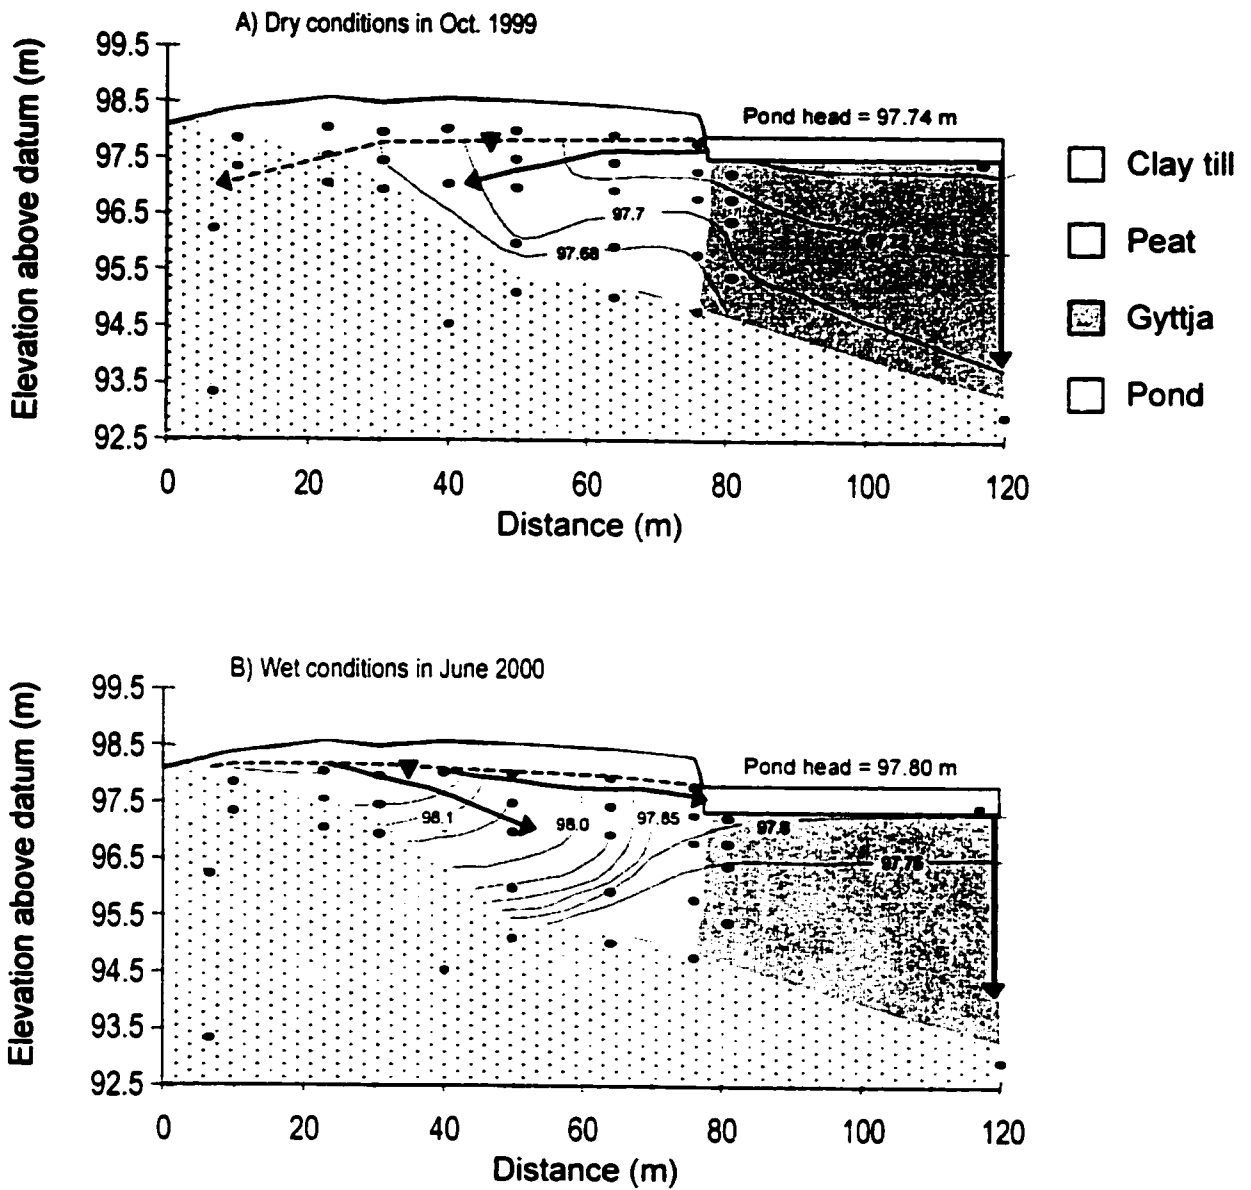 A) Dry conditions in Oct. 1999
Elevation above datum (m)
99.5
98.5
97.5
96.5
95.5
94.5
93.5
92.5
Pond head = 97.74 m
97.7
97.68
0 20 40 60 80 100 120
Distance (m)
Clay till
Peat
Gyttja
Pond
B) Wet conditions in June 2000
Elevation above datum (m)
99.5
98.5
97.5
96.5
95.5
94.5
93.5
92.5
Pond head = 97.80 m
98.1
98.0
97.85
97.8
97.75
0 20 40 60 80 100 120
Distance (m)